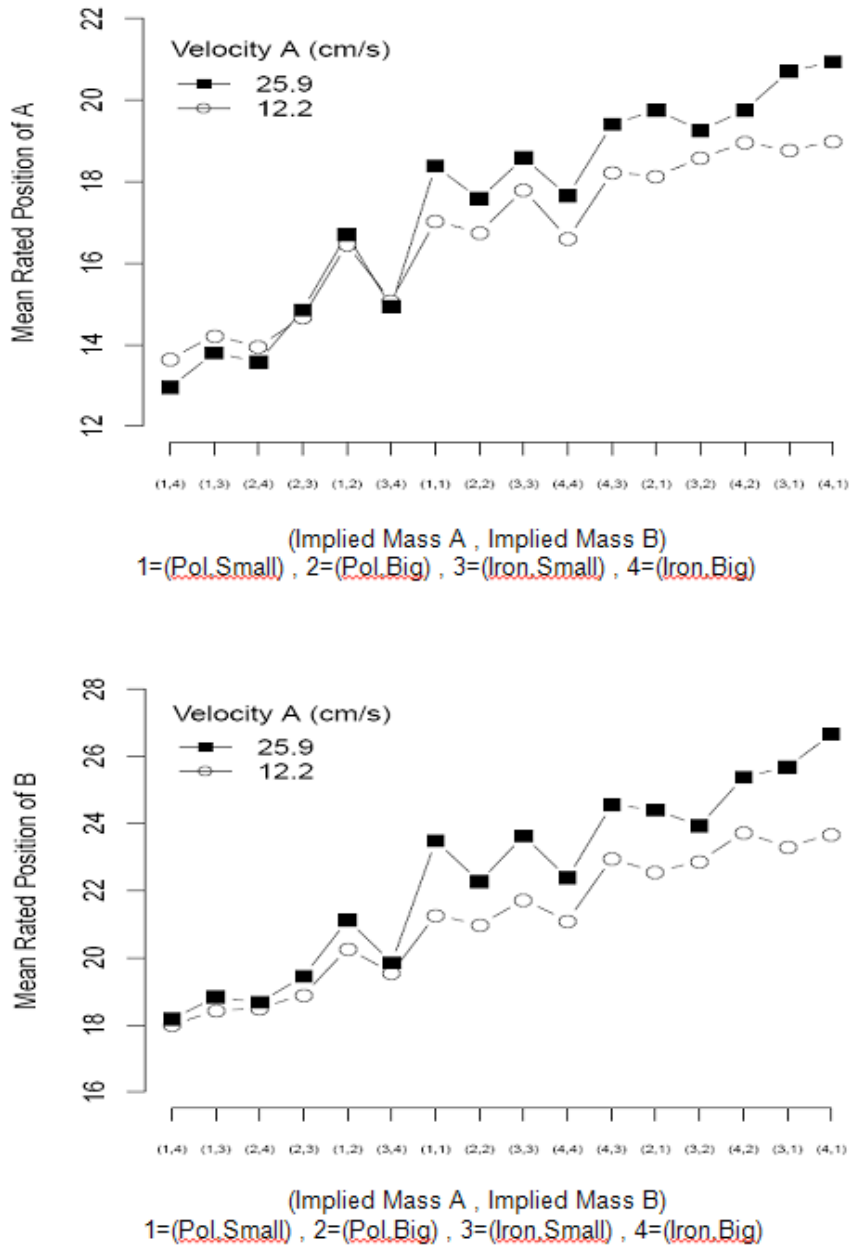 22
20
18
16
14
12
Mean Rated Position of A
Velocity A (cm/s)
25.9
12.2
(1,4) (1,3) (2,4) (2,3) (1,2) (3,4) (1,1) (2,2) (3,3) (4,4) (4,3) (2,1) (3,2) (4,2) (3,1) (4,1)
(Implied Mass A , Implied Mass B)
1=(Pol,Small) , 2=(Pol,Big) , 3=(Iron,Small) , 4=(Iron,Big)
28
26
24
22
20
18
16
Mean Rated Position of B
Velocity A (cm/s)
25.9
12.2
(1,4) (1,3) (2,4) (2,3) (1,2) (3,4) (1,1) (2,2) (3,3) (4,4) (4,3) (2,1) (3,2) (4,2) (3,1) (4,1)
(Implied Mass A , Implied Mass B)
1=(Pol,Small) , 2=(Pol,Big) , 3=(Iron,Small) , 4=(Iron,Big)